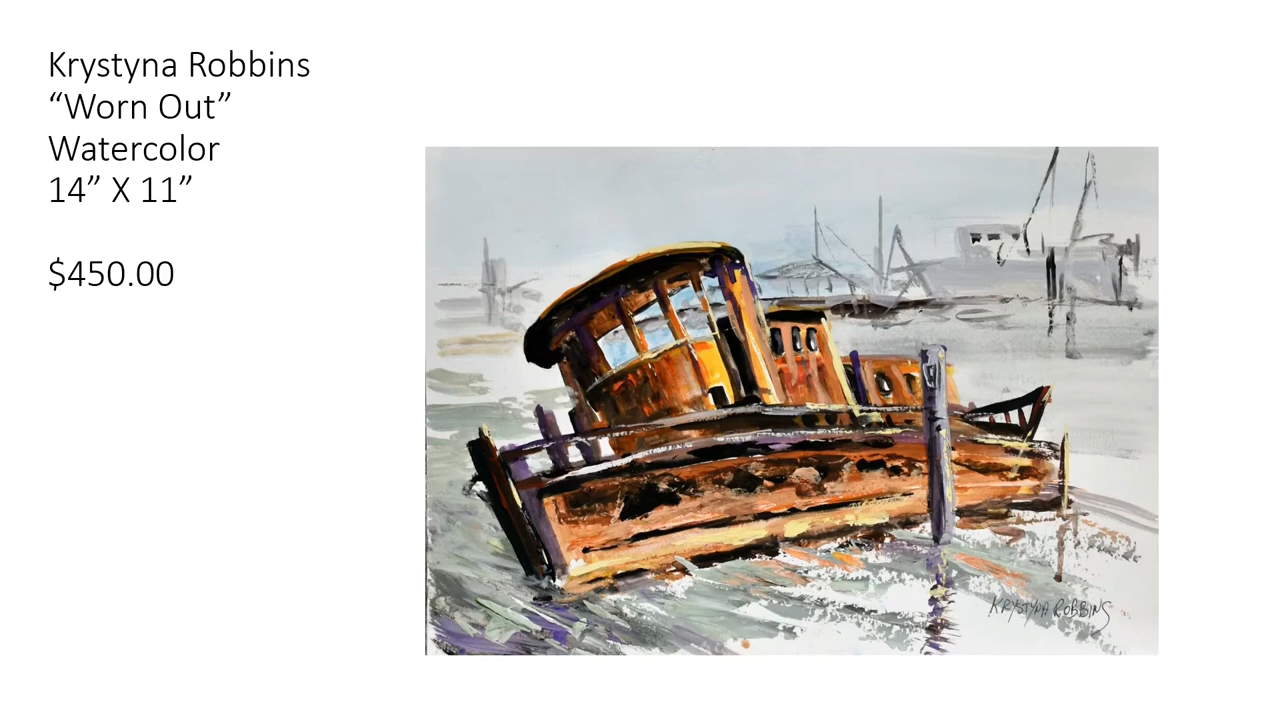 Krystyna Robbins
“Worn Out”
Watercolor
14” X 11”
$450.00
KRYSTYNA ROBBINS